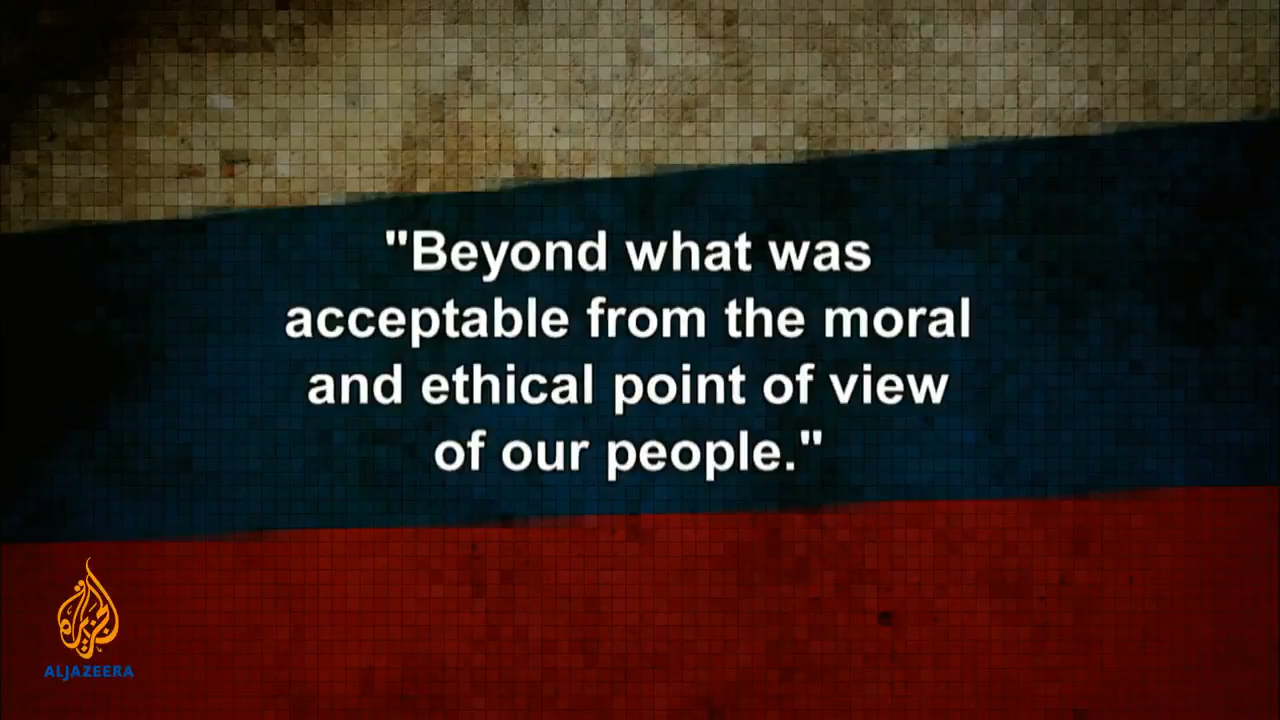 "Beyond what was
acceptable from the moral
and ethical point of view
of our people."
الجزيرة
ALJAZEERA